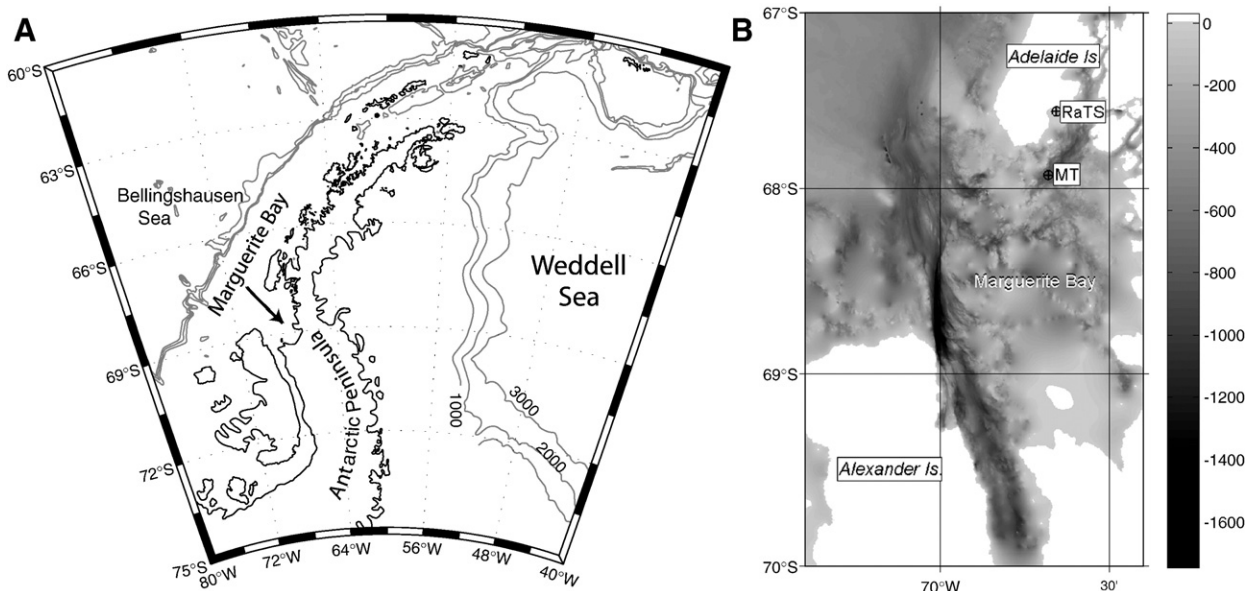 A
60°S
63°S
66°S
69°S
72°S
75°S
80°W
72°W
64°W
56°W
48°W
40°W
Bellingshausen
Sea
Marguerite Bay
Antarctic Peninsula
Weddell
Sea
1000
3000
2000
B
67°S
68°S
69°S
70°S
70°W
30'
Adelaide Is.
RaTS
MT
Marguerite Bay
Alexander Is.
0
-200
-400
-600
-800
-1000
-1200
-1400
-1600